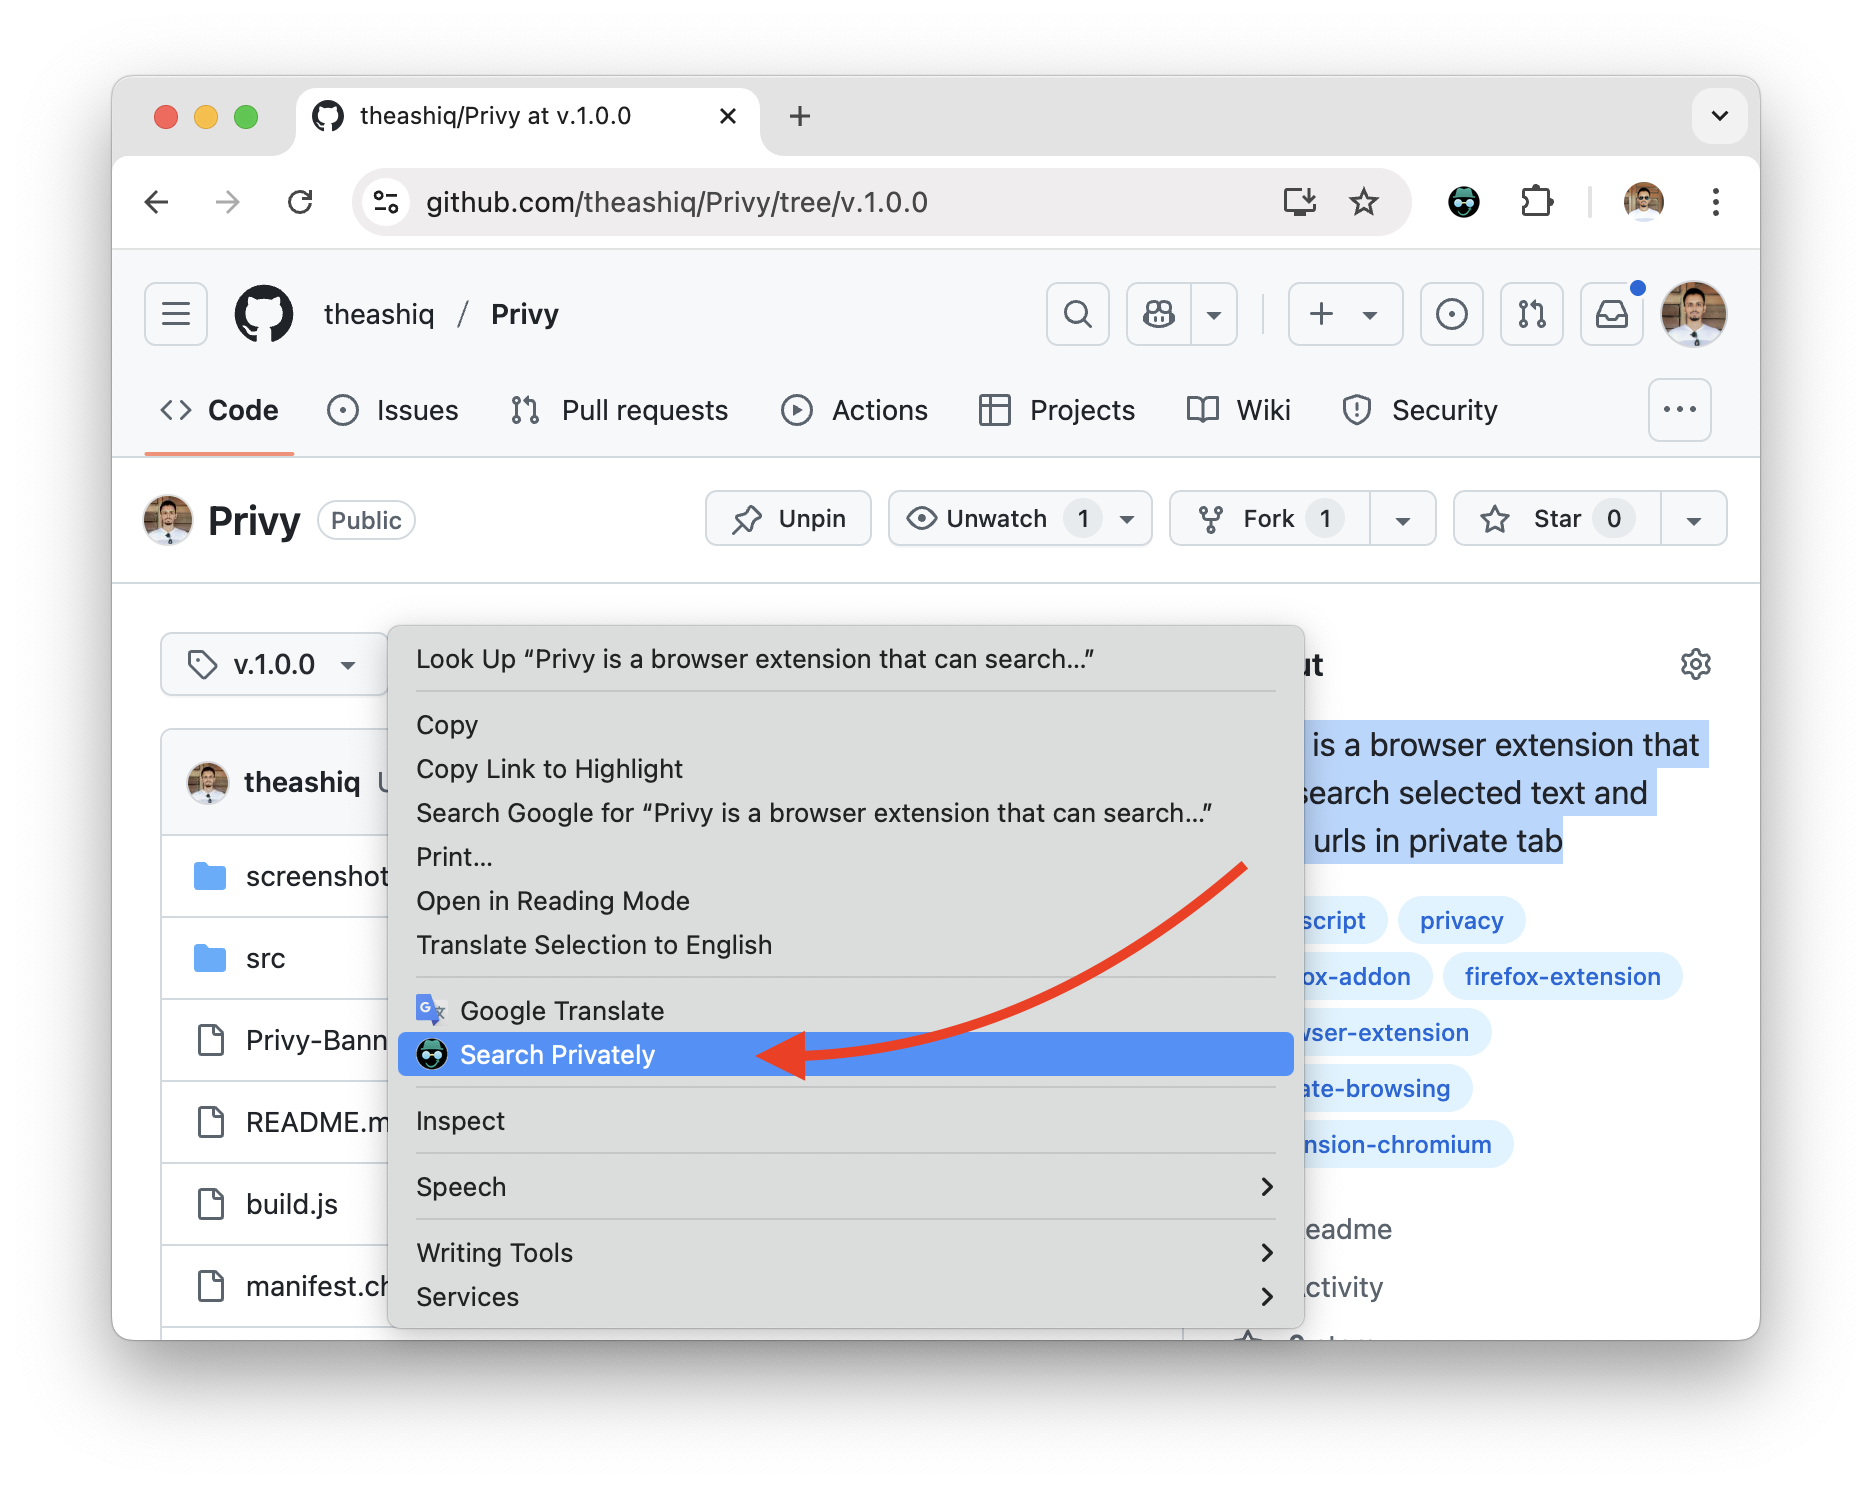 theashiq/Privy at v.1.0.0
github.com/theashiq/Privy/tree/v.1.0.0
theashiq / Privy
Code Issues Pull requests Actions Projects Wiki Security
Privy Public Unpin Unwatch 1 Fork 1 Star 0
v.1.0.0
theashiq
screenshot
src
Privy-Bann
README.m
build.js
manifest.ch
Look Up “Privy is a browser extension that can search...”
Copy
Copy Link to Highlight
Search Google for “Privy is a browser extension that can search...”
Print...
Open in Reading Mode
Translate Selection to English
Google Translate
Search Privately
Inspect
Speech
Writing Tools
Services
ut
is a browser extension that
search selected text and
urls in private tab
script privacy
ox-addon firefox-extension
wser-extension
ate-browsing
nsion-chromium
eadme
ctivity